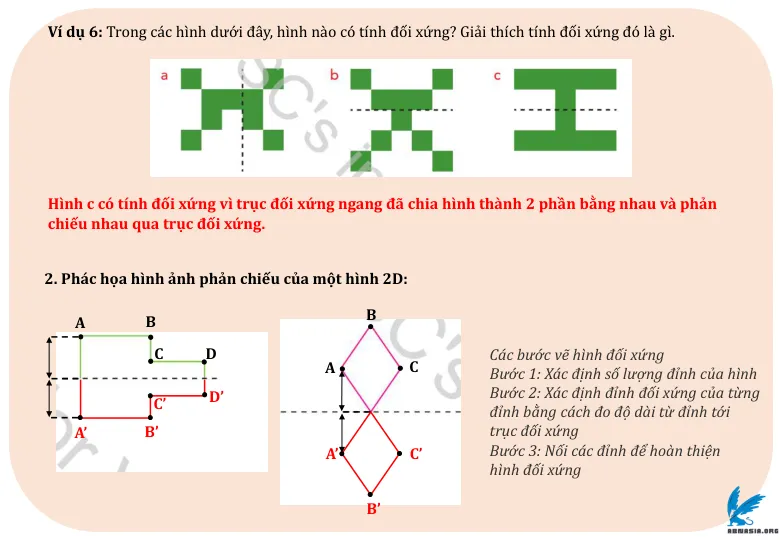 Ví dụ 6: Trong các hình dưới đây, hình nào có tính đối xứng? Giải thích tính đối xứng đó là gì.
a
b
c
SC's in
Hình c có tính đối xứng vì trục đối xứng ngang đã chia hình thành 2 phần bằng nhau và phản
chiếu nhau qua trục đối xứng.
2. Phác họa hình ảnh phản chiếu của một hình 2D:
A
B
C
D
A'
B'
C'
D'
B
A
C
A'
C'
B'
Các bước vẽ hình đối xứng
Bước 1: Xác định số lượng đỉnh của hình
Bước 2: Xác định đỉnh đối xứng của từng
đỉnh bằng cách đo độ dài từ đỉnh tới
trục đối xứng
Bước 3: Nối các đỉnh để hoàn thiện
hình đối xứng
ABMASIA.ORG